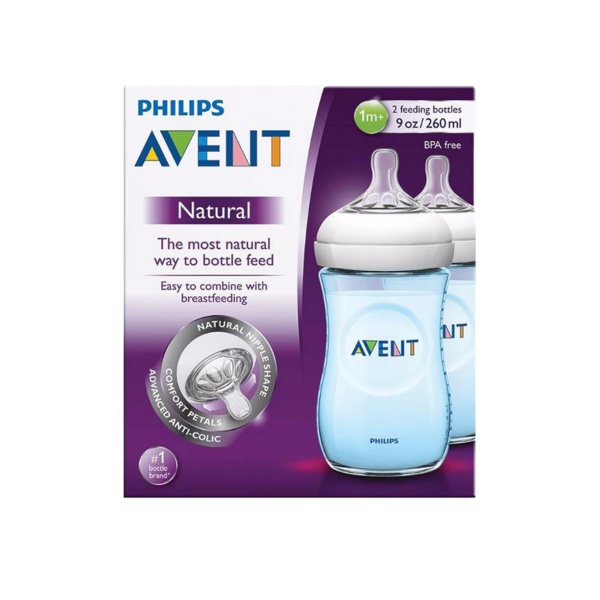 PHILIPS
AVENT
Natural
The most natural
way to bottle feed
Easy to combine with
breastfeeding
NATURAL NIPPLE SHAPE
COMFORT PETALS
ADVANCED ANTI-COLIC
#1
bottle
brand*
1m+
2 feeding bottles
9 oz/260 ml
BPA free
AVENT
PHILIPS
NT